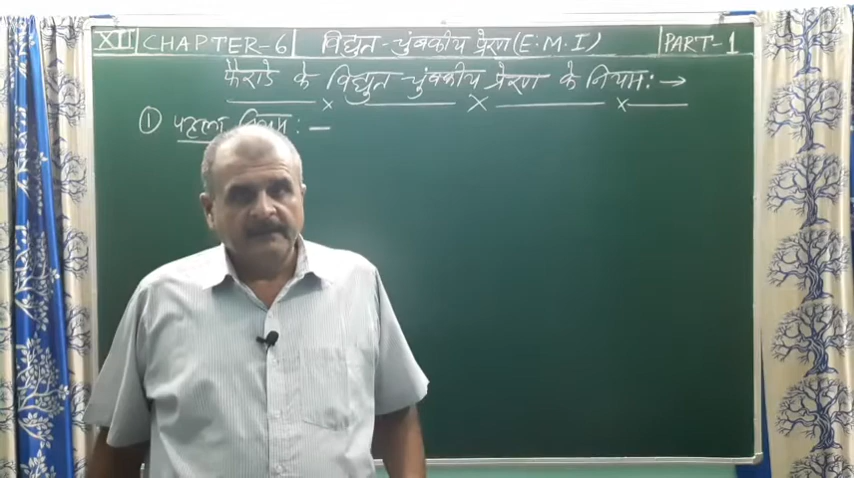 XII CHAPTER-6 विद्युत-चुंबकीय प्रेरण (E.M.I) PART-1
फैराडे के विद्युत चुंबकीय प्रेरण के नियम:→
① पहला नियम:—